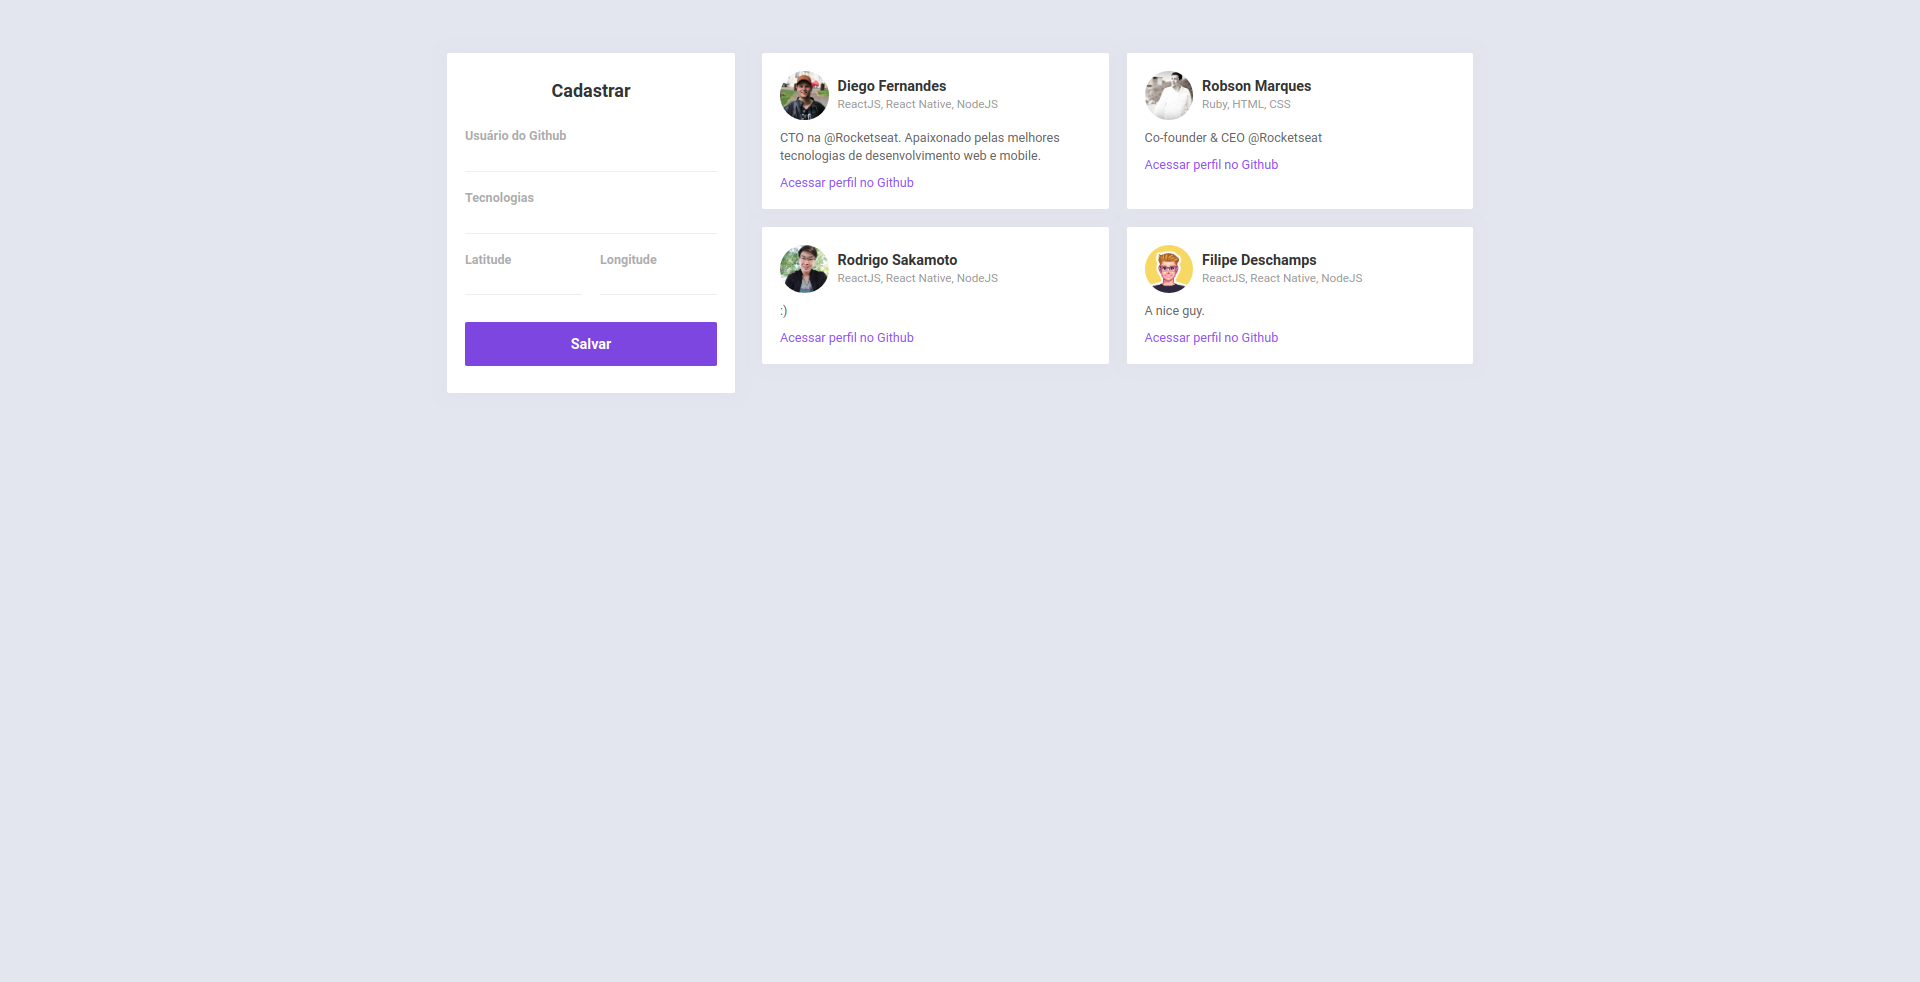 Cadastrar
Usuário do Github
Tecnologias
Latitude
Longitude
Salvar
Diego Fernandes
ReactJS, React Native, NodeJS
CTO na @Rocketseat. Apaixonado pelas melhores
tecnologias de desenvolvimento web e mobile.
Acessar perfil no Github
Robson Marques
Ruby, HTML, CSS
Co-founder & CEO @Rocketseat
Acessar perfil no Github
Rodrigo Sakamoto
ReactJS, React Native, NodeJS
:)
Acessar perfil no Github
Filipe Deschamps
ReactJS, React Native, NodeJS
A nice guy.
Acessar perfil no Github